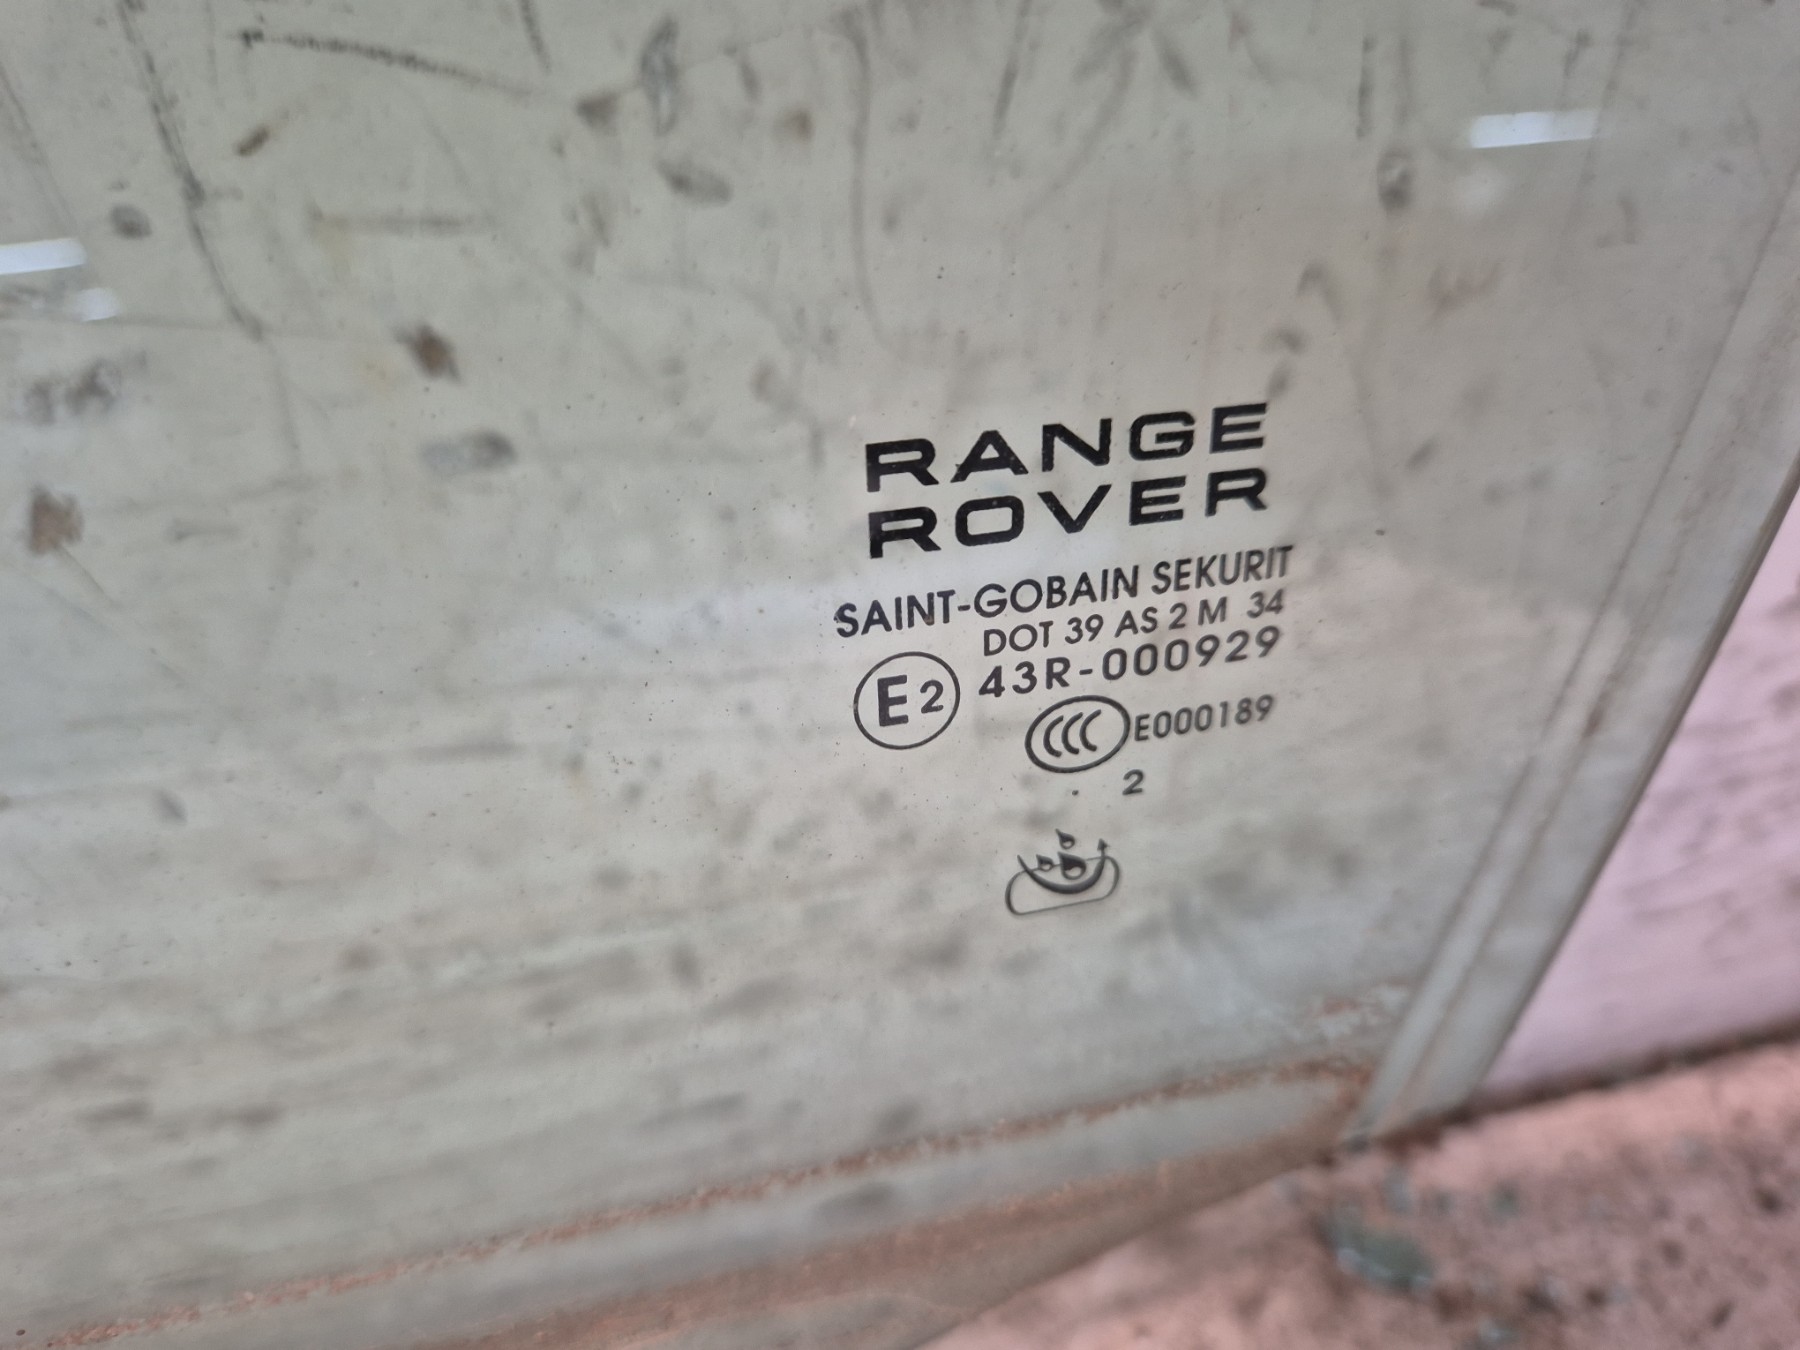 RANGE
ROVER
SAINT-GOBAIN SEKURIT
DOT 39 AS 2 M 34
E2 43R-000929
CCC E000189
. 2